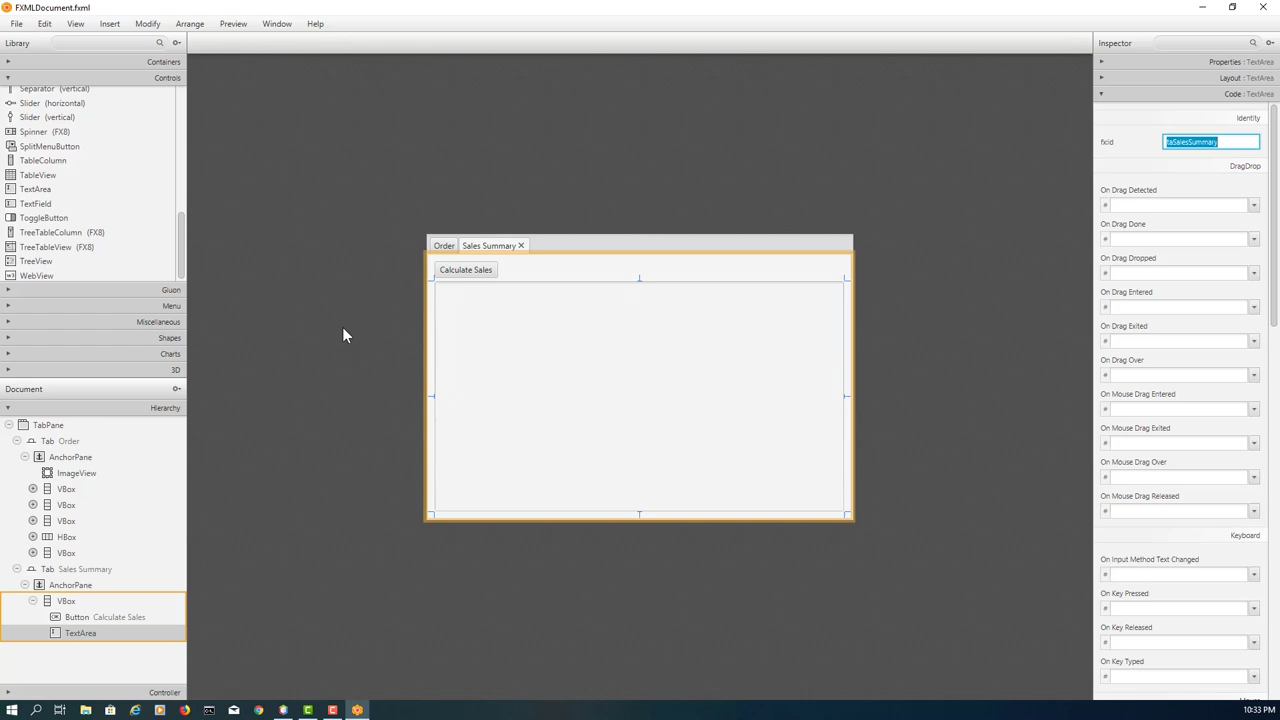 FXMLDocument.fxml
File Edit View Insert Modify Arrange Preview Window Help
Library
Inspector
Containers
Controls
Separator (vertical)
Slider (horizontal)
Slider (vertical)
Spinner (FX8)
SplitMenuButton
TableColumn
TableView
TextArea
TextField
ToggleButton
TreeTableColumn (FX8)
TreeTableView (FX8)
TreeView
WebView
Gluon
Menu
Miscellaneous
Shapes
Charts
3D
Document
Hierarchy
TabPane
Tab Order
AnchorPane
ImageView
VBox
VBox
VBox
HBox
VBox
Tab Sales Summary
AnchorPane
VBox
Button Calculate Sales
TextArea
Controller
Order Sales Summary
Calculate Sales
Properties : TextArea
Layout : TextArea
Code : TextArea
Identity
fx:id taSalesSummary
DragDrop
On Drag Detected
#
On Drag Done
#
On Drag Dropped
#
On Drag Entered
#
On Drag Exited
#
On Drag Over
#
On Mouse Drag Entered
#
On Mouse Drag Exited
#
On Mouse Drag Over
#
On Mouse Drag Released
#
Keyboard
On Input Method Text Changed
#
On Key Pressed
#
On Key Released
#
On Key Typed
#
10:33 PM